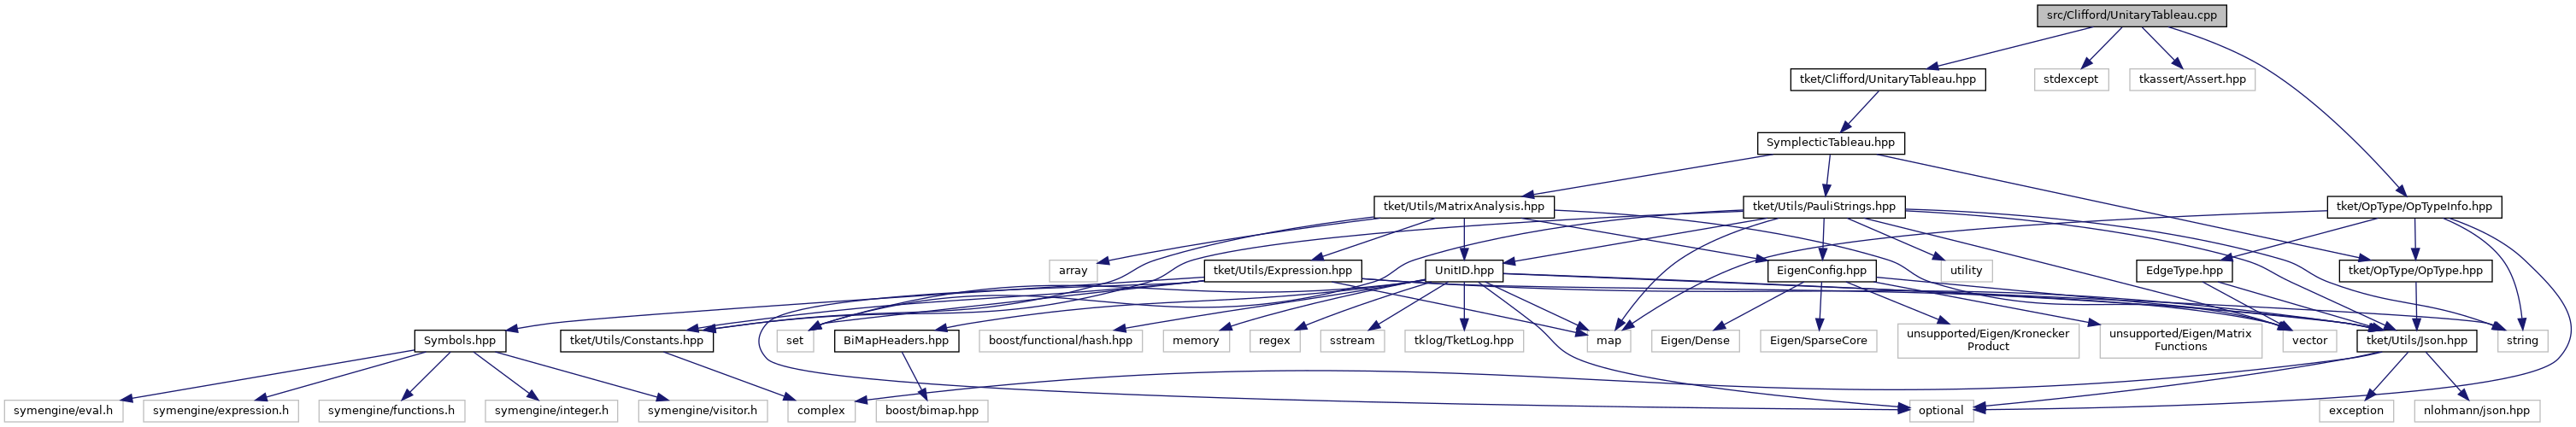 src/Clifford/UnitaryTableau.cpp
tket/Clifford/UnitaryTableau.hpp
stdexcept
tkassert/Assert.hpp
SymplecticTableau.hpp
tket/Utils/MatrixAnalysis.hpp
tket/Utils/PauliStrings.hpp
tket/OpType/OpTypeInfo.hpp
array
tket/Utils/Expression.hpp
UnitID.hpp
EigenConfig.hpp
utility
EdgeType.hpp
tket/OpType/OpType.hpp
Symbols.hpp
tket/Utils/Constants.hpp
set
BiMapHeaders.hpp
boost/functional/hash.hpp
memory
regex
sstream
tklog/TketLog.hpp
map
Eigen/Dense
Eigen/SparseCore
unsupported/Eigen/Kronecker
Product
unsupported/Eigen/Matrix
Functions
vector
tket/Utils/Json.hpp
string
symengine/eval.h
symengine/expression.h
symengine/functions.h
symengine/integer.h
symengine/visitor.h
complex
boost/bimap.hpp
optional
exception
nlohmann/json.hpp